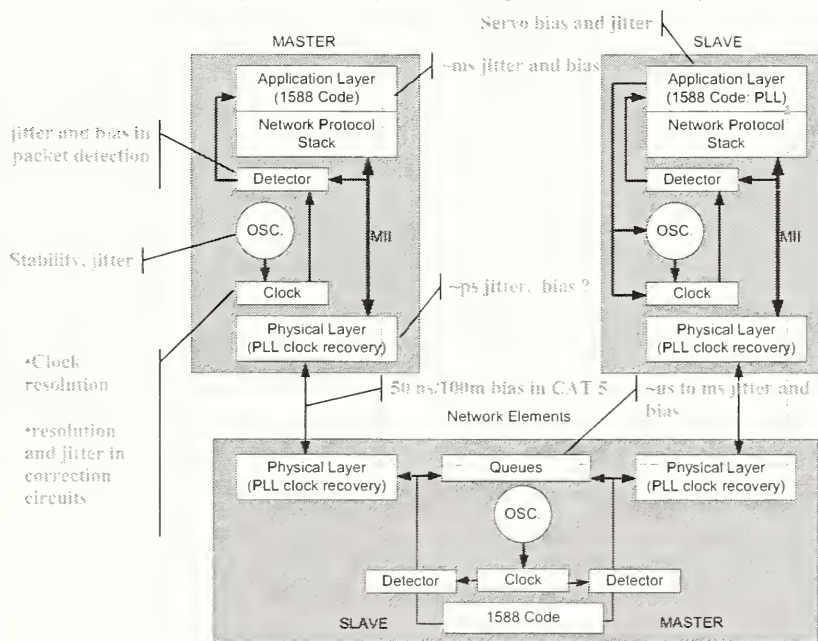 Servo bias and jitter
MASTER
SLAVE
Application Layer
(1588 Code)
Network Protocol
Stack
~ms jitter and bias
Application Layer
(1588 Code: PLL)
Network Protocol
Stack
jitter and bias in
packet detection
Detector
Detector
OSC.
MII
OSC.
MII
Stability, jitter
Clock
~ps jitter, bias ?
Clock
Physical Layer
(PLL clock recovery)
Physical Layer
(PLL clock recovery)
•Clock
resolution
•resolution
and jitter in
correction
circuits
50 ns/100m bias in CAT 5
~us to ms jitter and
bias
Network Elements
Physical Layer
(PLL clock recovery)
Queues
Physical Layer
(PLL clock recovery)
OSC.
Detector
Clock
Detector
SLAVE
1588 Code
MASTER